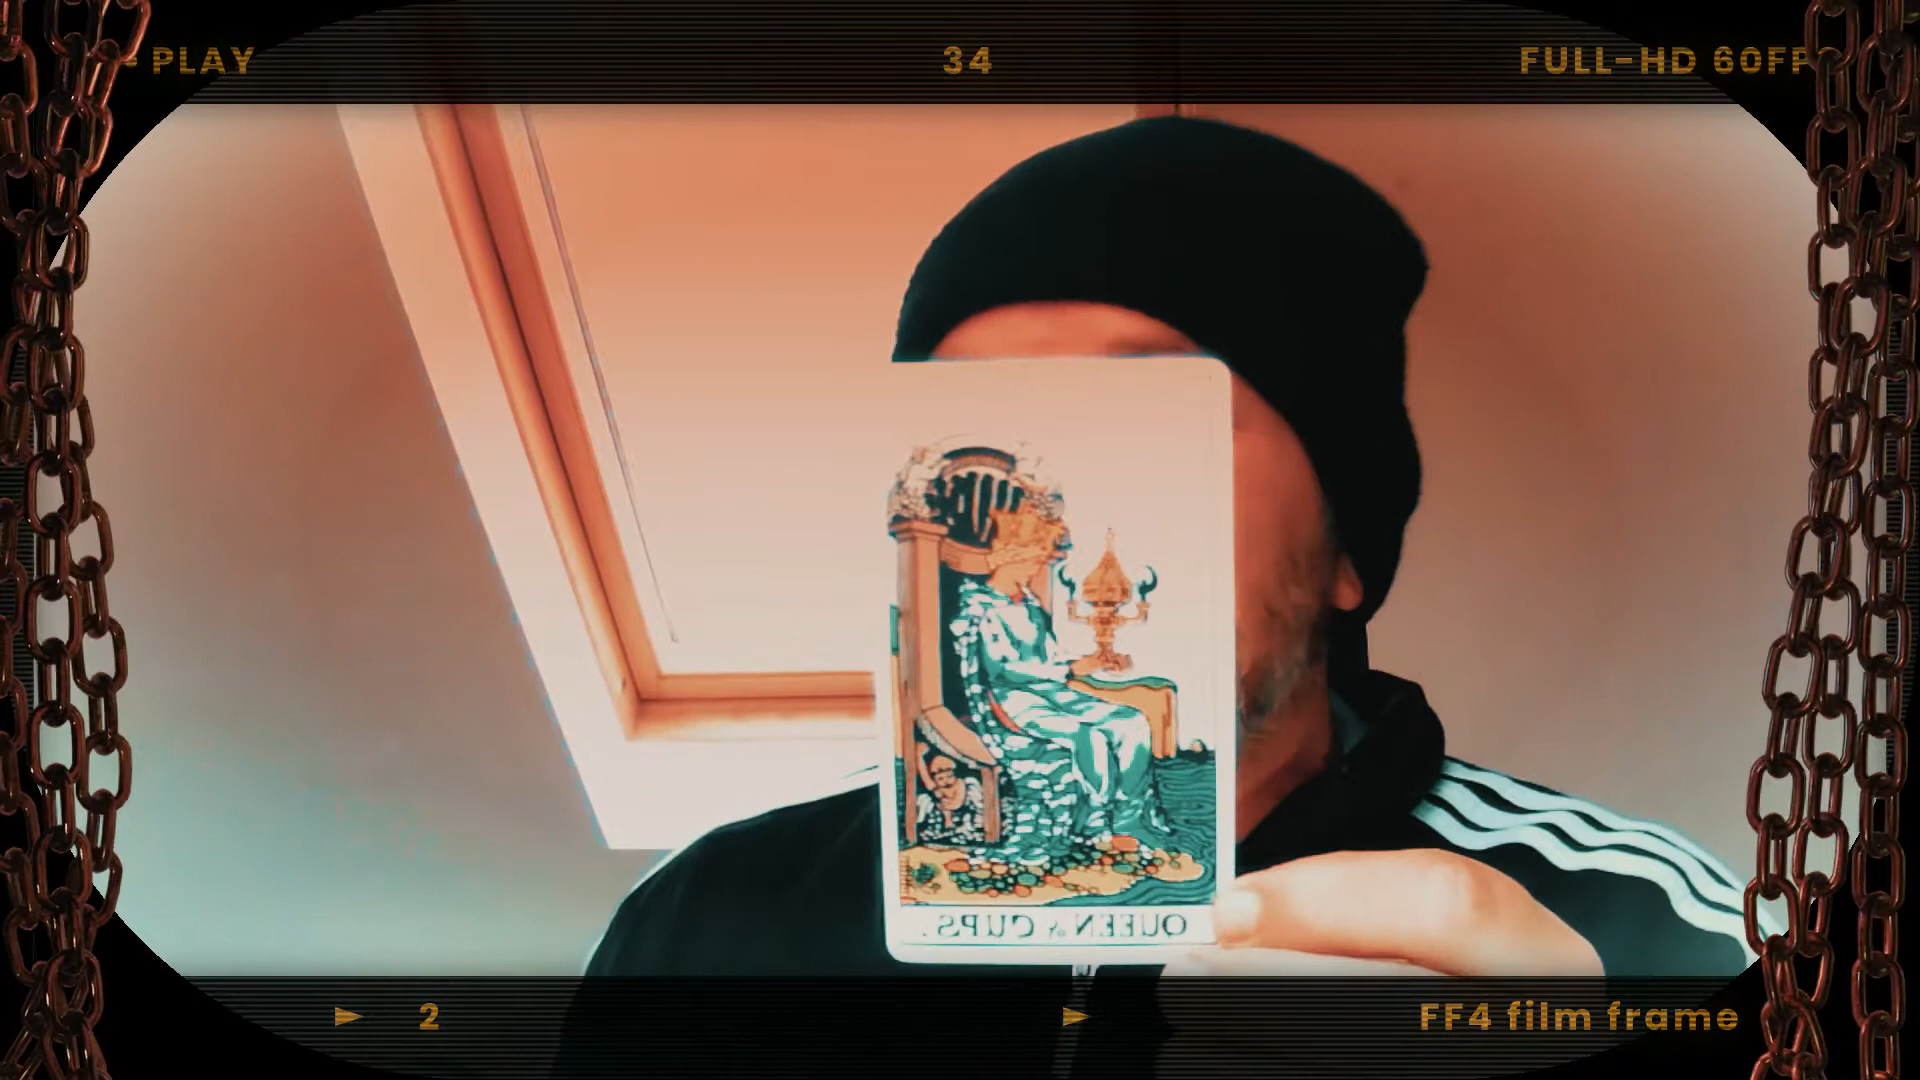 PLAY
34
FULL-HD 60FP
QUEEN of CUPS.
2
FF4 film frame